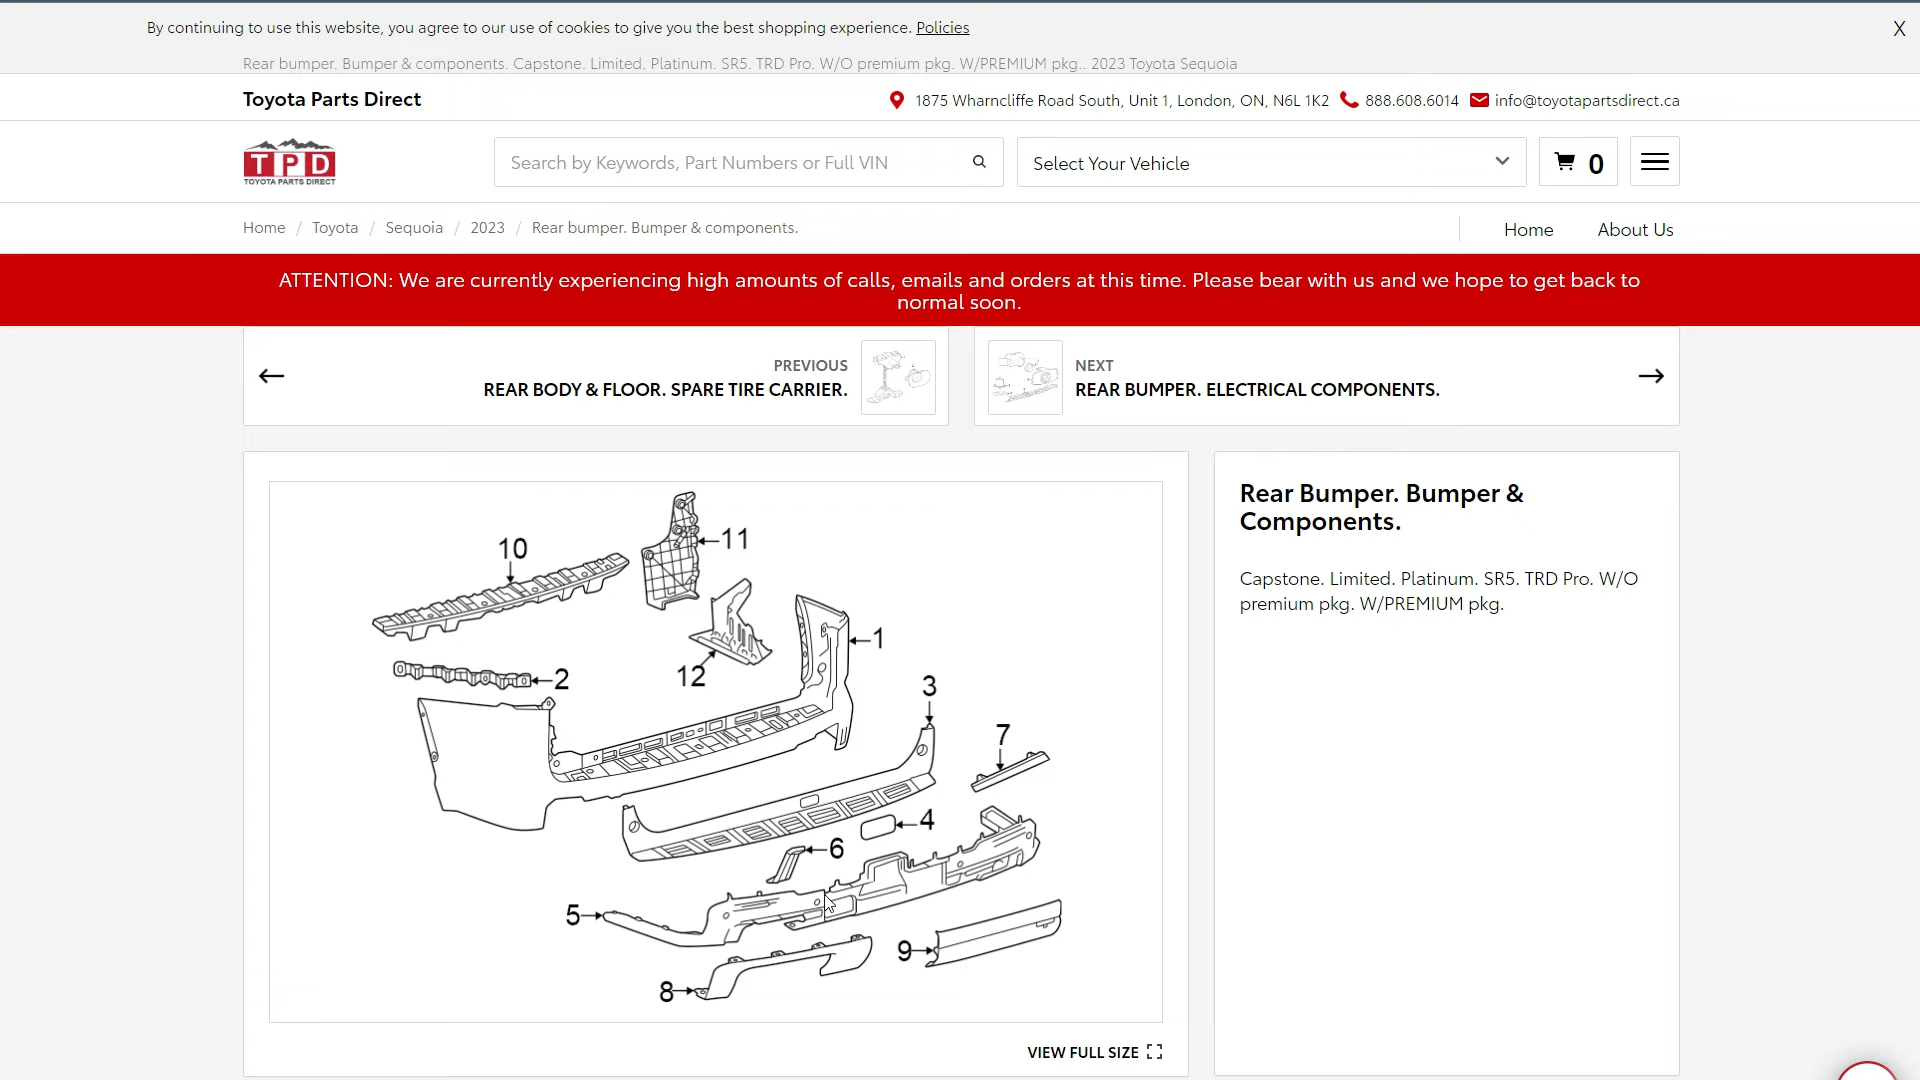 By continuing to use this website, you agree to our use of cookies to give you the best shopping experience. Policies
X
Rear bumper. Bumper & components. Capstone. Limited. Platinum. SR5. TRD Pro. W/O premium pkg. W/PREMIUM pkg.. 2023 Toyota Sequoia
Toyota Parts Direct
1875 Wharncliffe Road South, Unit 1, London, ON, N6L 1K2
888.608.6014
info@toyotapartsdirect.ca
TPD
TOYOTA PARTS DIRECT
Search by Keywords, Part Numbers or Full VIN
Select Your Vehicle
0
Home / Toyota / Sequoia / 2023 / Rear bumper. Bumper & components.
Home
About Us
ATTENTION: We are currently experiencing high amounts of calls, emails and orders at this time. Please bear with us and we hope to get back to
normal soon.
PREVIOUS
REAR BODY & FLOOR. SPARE TIRE CARRIER.
NEXT
REAR BUMPER. ELECTRICAL COMPONENTS.
10
11
12
1
2
3
7
4
6
5
9
8
VIEW FULL SIZE
Rear Bumper. Bumper &
Components.
Capstone. Limited. Platinum. SR5. TRD Pro. W/O
premium pkg. W/PREMIUM pkg.